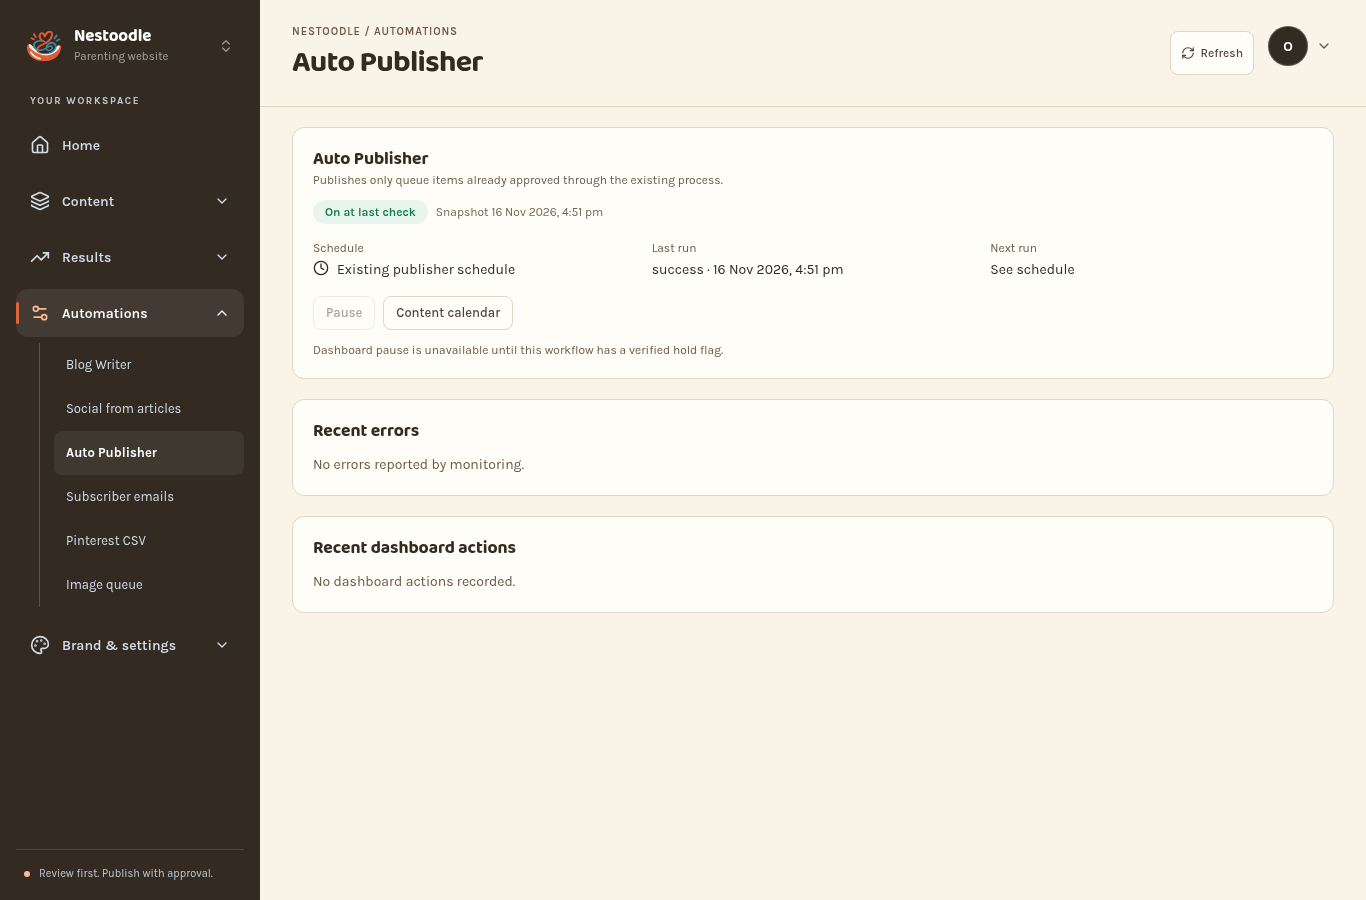 Nestoodle
Parenting website
YOUR WORKSPACE
Home
Content
Results
Automations
Blog Writer
Social from articles
Auto Publisher
Subscriber emails
Pinterest CSV
Image queue
Brand & settings
Review first. Publish with approval.
NESTOODLE / AUTOMATIONS
Auto Publisher
Refresh
O
Auto Publisher
Publishes only queue items already approved through the existing process.
On at last check Snapshot 16 Nov 2026, 4:51 pm
Schedule Last run Next run
Existing publisher schedule success · 16 Nov 2026, 4:51 pm See schedule
Pause Content calendar
Dashboard pause is unavailable until this workflow has a verified hold flag.
Recent errors
No errors reported by monitoring.
Recent dashboard actions
No dashboard actions recorded.